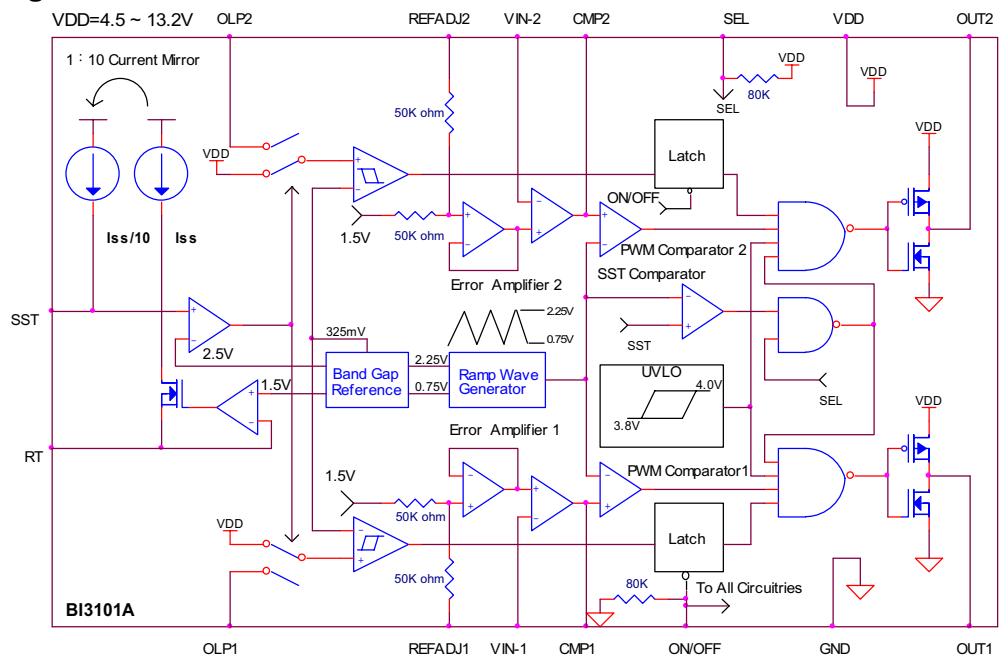 VDD=4.5 ~ 13.2V
OLP2
REFADJ2
VIN-2
CMP2
SEL
VDD
OUT2
1：10 Current Mirror
VDD
80K
SEL
VDD
50K ohm
VDD
Latch
VDD
ON/OFF
1.5V
50K ohm
Iss/10
Iss
PWM Comparator 2
Error Amplifier 2
SST Comparator
SST
2.5V
325mV
2.25V
0.75V
Band Gap
Reference
2.25V
0.75V
Ramp Wave
Generator
SST
UVLO
4.0V
3.8V
SEL
1.5V
VDD
RT
Error Amplifier 1
1.5V
PWM Comparator1
50K ohm
VDD
Latch
50K ohm
80K
To All Circuitries
BI3101A
OLP1
REFADJ1
VIN-1
CMP1
ON/OFF
GND
OUT1